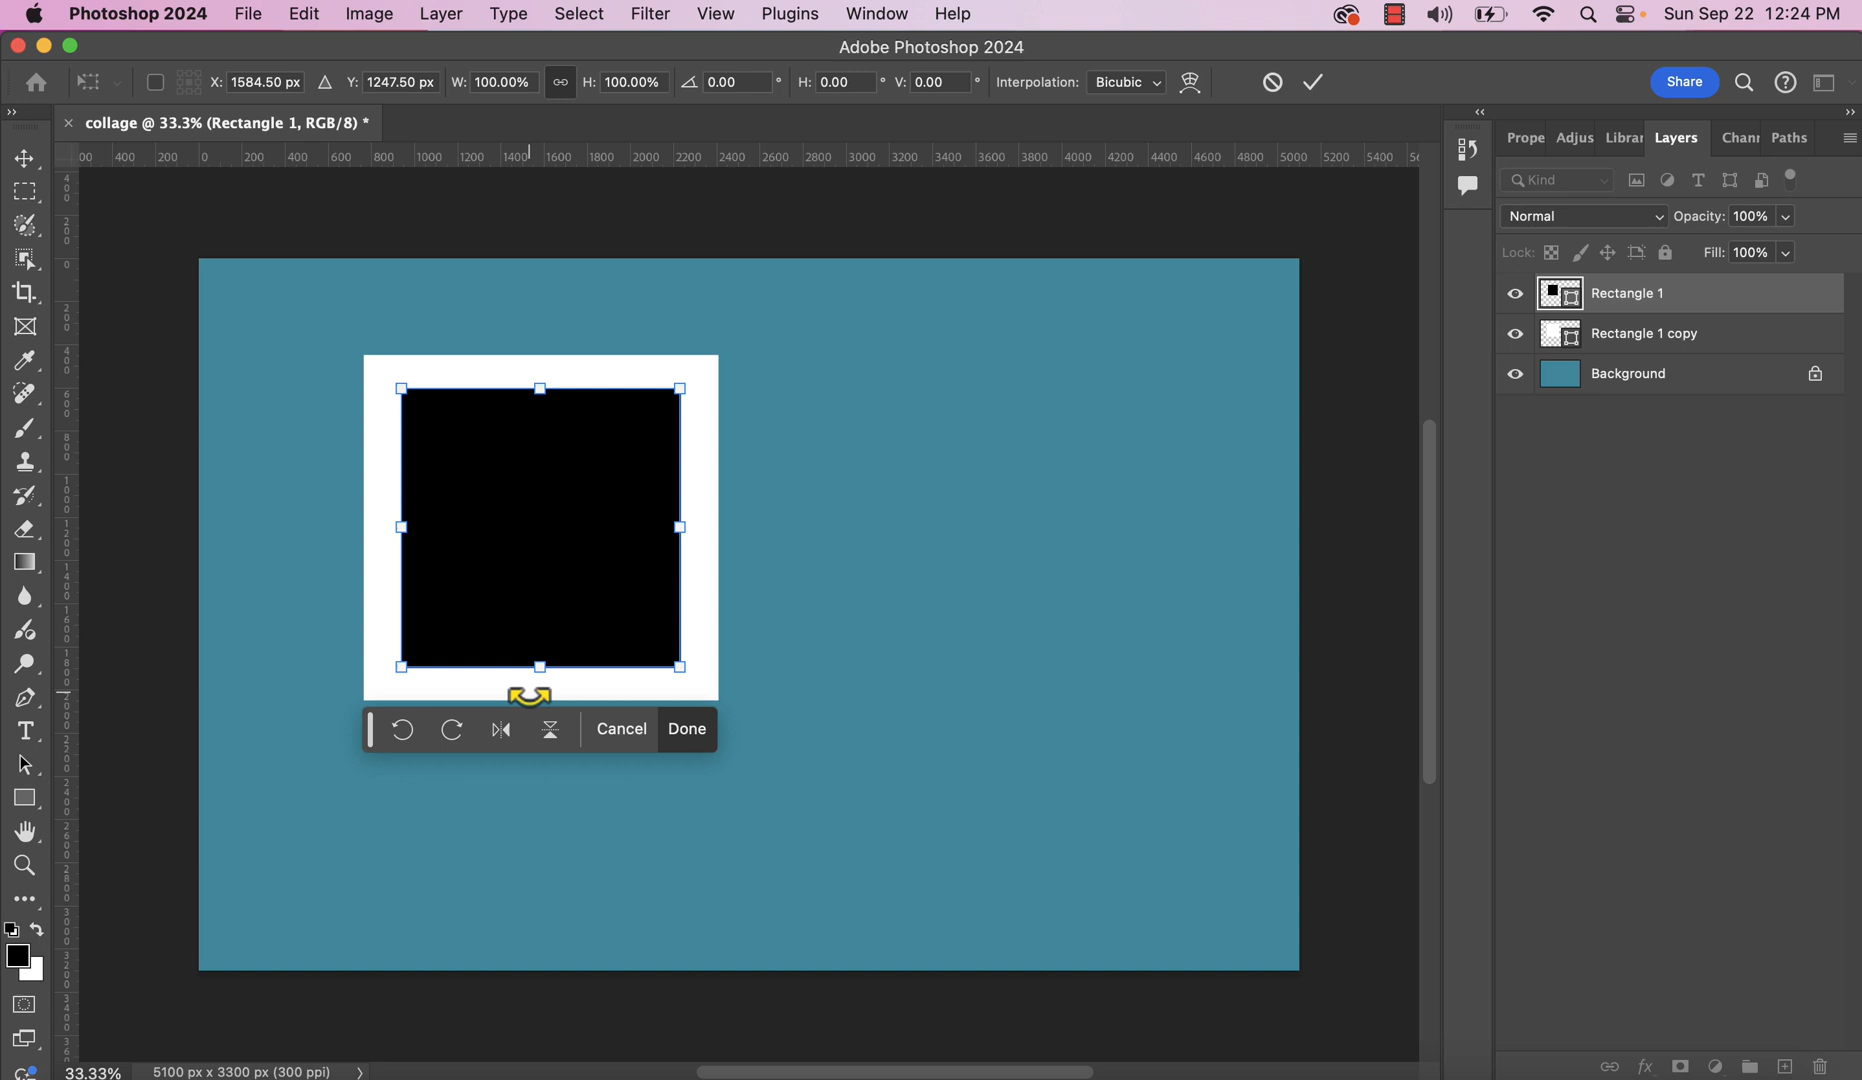 Photoshop 2024 File Edit Image Layer Type Select Filter View Plugins Window Help Sun Sep 22 12:24 PM
Adobe Photoshop 2024
X: 1584.50 px Y: 1247.50 px W: 100.00% H: 100.00% 0.00 ° H: 0.00 ° V: 0.00 ° Interpolation: Bicubic Share
collage @ 33.3% (Rectangle 1, RGB/8) *
Prope Adjus Librar Layers Chann Paths
00 400 200 0 200 400 600 800 1000 1200 1400 1600 1800 2000 2200 2400 2600 2800 3000 3200 3400 3600 3800 4000 4200 4400 4600 4800 5000 5200 5400 56
Kind
Normal Opacity: 100%
Lock: Fill: 100%
Rectangle 1
Rectangle 1 copy
Background
Cancel Done
33.33% 5100 px x 3300 px (300 ppi)